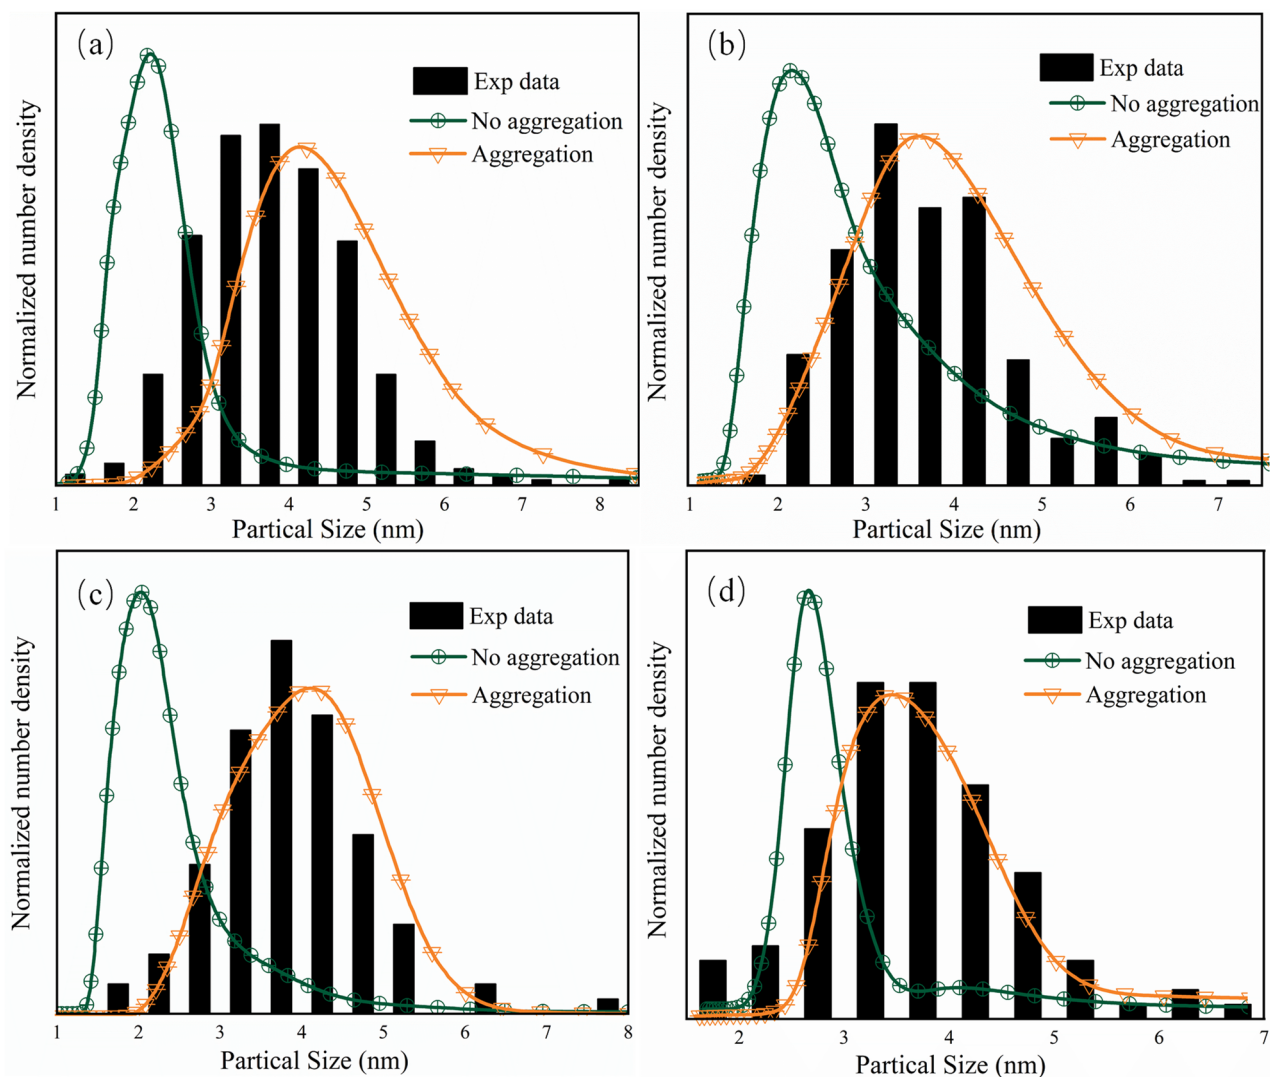 (a)
Exp data
No aggregation
Aggregation
Normalized number density
1 2 3 4 5 6 7 8
Partical Size (nm)
(b)
Exp data
No aggregation
Aggregation
Normalized number density
1 2 3 4 5 6 7
Partical Size (nm)
(c)
Exp data
No aggregation
Aggregation
Normalized number density
1 2 3 4 5 6 7 8
Partical Size (nm)
(d)
Exp data
No aggregation
Aggregation
Normalized number density
2 3 4 5 6 7
Partical Size (nm)